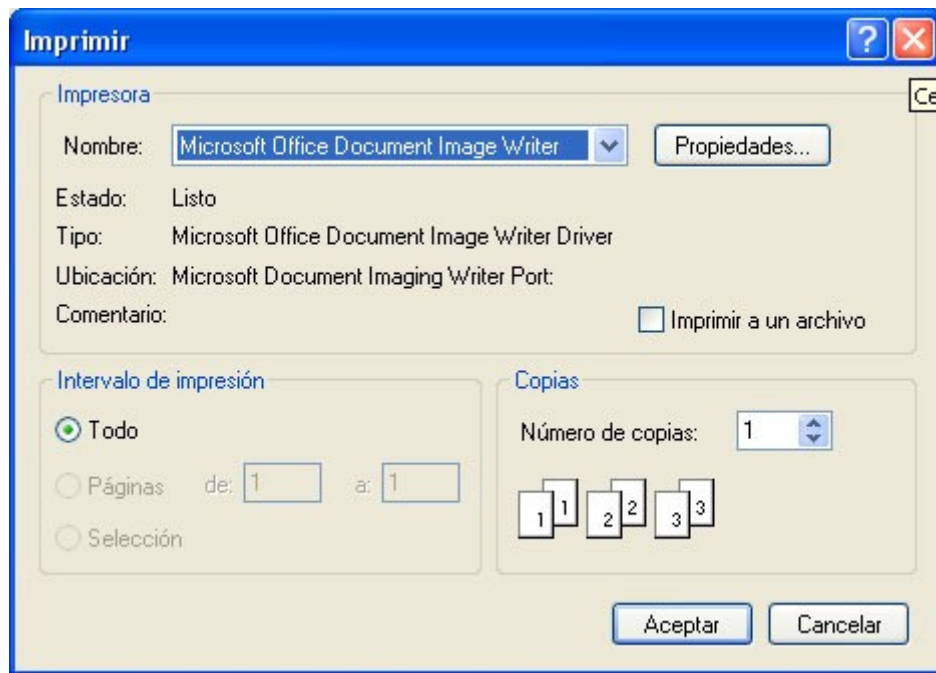 Imprimir
Impresora
Ce
Nombre: Microsoft Office Document Image Writer Propiedades...
Estado: Listo
Tipo: Microsoft Office Document Image Writer Driver
Ubicación: Microsoft Document Imaging Writer Port:
Comentario: Imprimir a un archivo
Intervalo de impresión Copias
Todo Número de copias: 1
Páginas de: 1 a: 1
1 1 2 2 3 3
Selección
Aceptar Cancelar